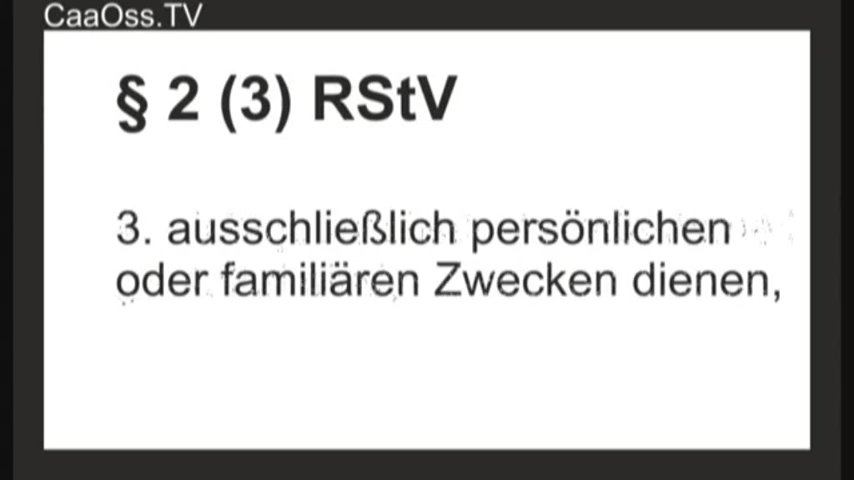 CaaOss.TV
§ 2 (3) RStV
3. ausschließlich persönlichen
oder familiären Zwecken dienen,